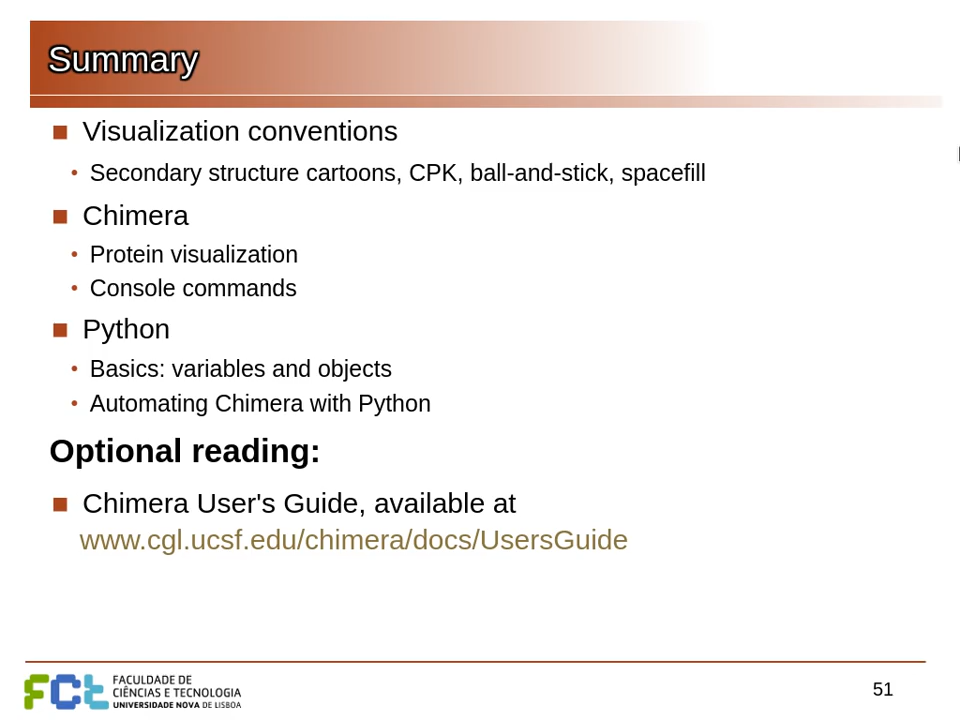 Summary
■ Visualization conventions
• Secondary structure cartoons, CPK, ball-and-stick, spacefill
■ Chimera
• Protein visualization
• Console commands
■ Python
• Basics: variables and objects
• Automating Chimera with Python
Optional reading:
■ Chimera User's Guide, available at
www.cgl.ucsf.edu/chimera/docs/UsersGuide
FCt
FACULDADE DE
CIÊNCIAS E TECNOLOGIA
UNIVERSIDADE NOVA DE LISBOA
51